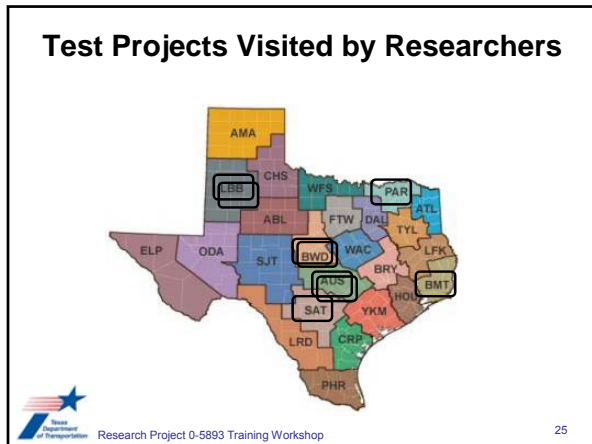 Test Projects Visited by Researchers
AMA
LBB
CHS
WFS
PAR
ATL
ABL
FTW
DAL
TYL
ELP
ODA
SJT
BWD
WAC
LFK
BRY
AUS
HOU
BMT
SAT
YKM
LRD
CRP
PHR
Texas
Department
of Transportation
Research Project 0-5893 Training Workshop
25